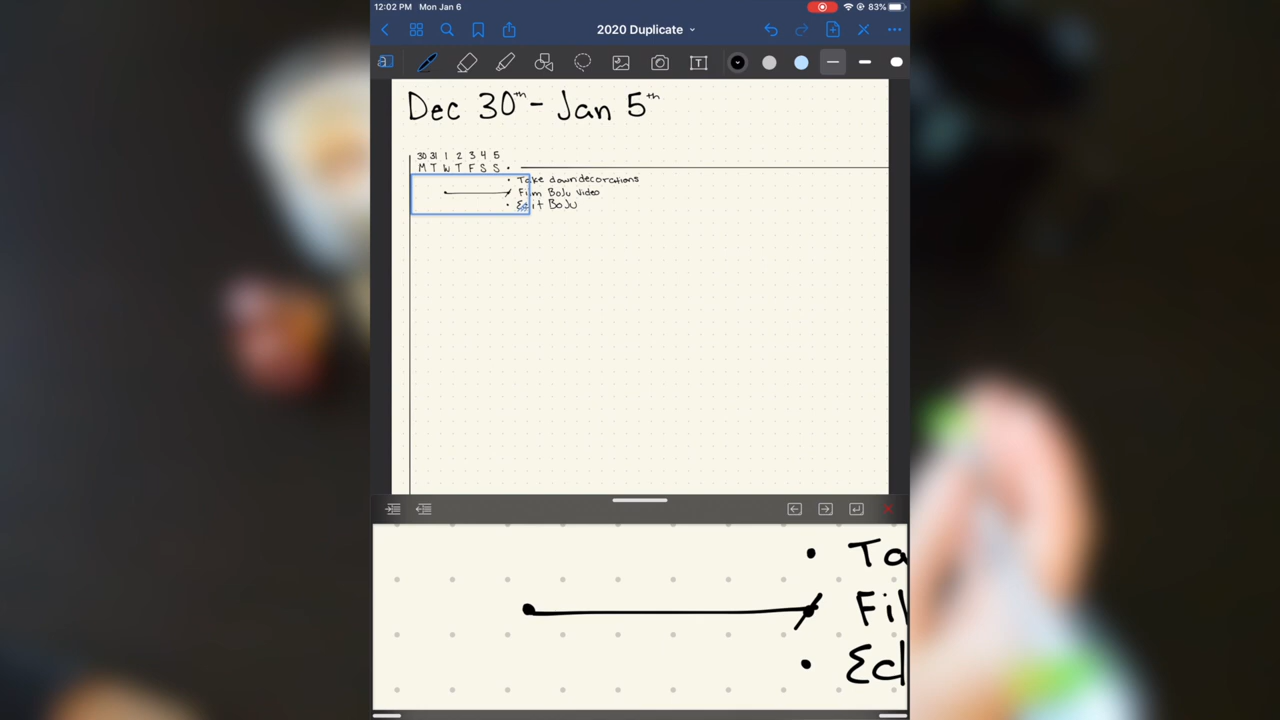 12:02 PM Mon Jan 6 83%
2020 Duplicate
T
Dec 30th - Jan 5th
30 31 1 2 3 4 5
M T W T F S S •
• Take down decorations
Film BoJu Video
• Edit BoJU
• Ta
Fil
• Ed